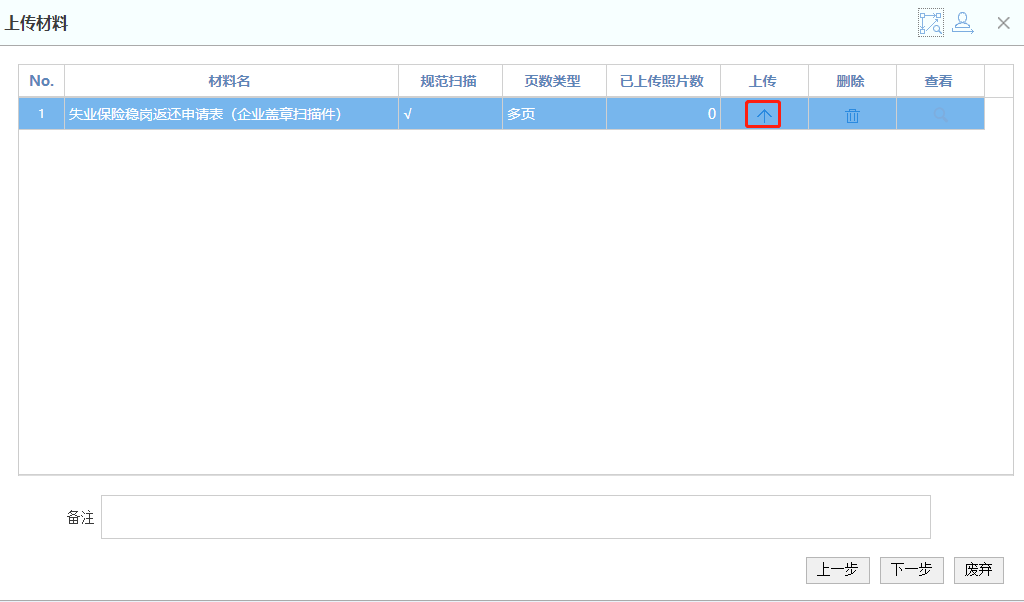 上传材料
No. 材料名 规范扫描 页数类型 已上传照片数 上传 删除 查看
1 失业保险稳岗返还申请表（企业盖章扫描件） √ 多页 0
备注
上一步 下一步 废弃